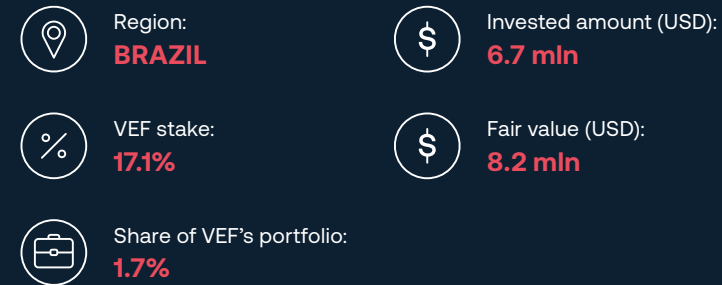 Region:
BRAZIL
Invested amount (USD):
6.7 mln
VEF stake:
17.1%
Fair value (USD):
8.2 mln
Share of VEF's portfolio:
1.7%